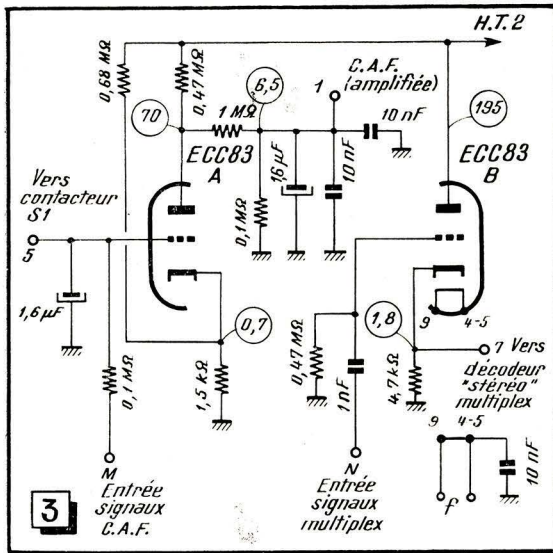 H.T.2
0,68 MΩ
0,47 MΩ
70
1 MΩ
6,5
1
C.A.F.
(amplifiée)
10 nF
195
ECC83
A
ECC83
B
Vers
contacteur
S1
5
1,6 µF
0,1 MΩ
1,6 µF
10 nF
0,1 MΩ
0,7
1,5 kΩ
0,47 MΩ
1 nF
1,8
4,7 kΩ
9
4-5
7 Vers
décodeur
"stéréo"
multiplex
9
4-5
f
10 nF
M
Entrée
signaux
C.A.F.
N
Entrée
signaux
multiplex
3